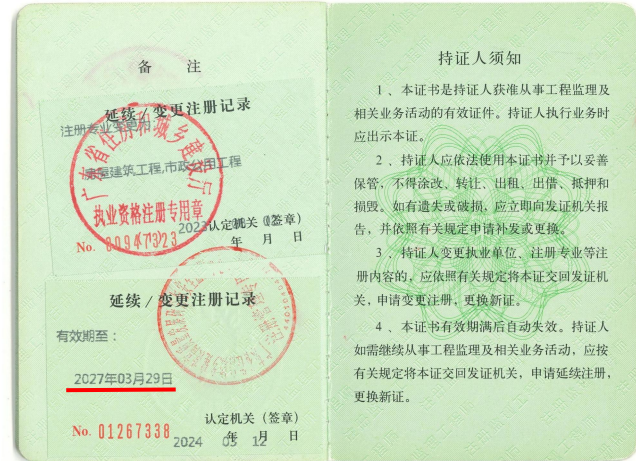 备 注
延续 / 变更注册记录
注册专业变更为
房屋建筑工程,市政公用工程
广东省住房和城乡建设厅
执业资格注册专用章
认定机关（签章）
年 月 日
No. 00947323
延续 / 变更注册记录
有效期至：
2027年03月29日
认定机关（签章）
2024 03 12
年 月 日
No. 01267338
持证人须知
1 、本证书是持证人获准从事工程监理及
相关业务活动的有效证件。持证人执行业务时
应出示本证。
2 、持证人应依法使用本证书并予以妥善
保管，不得涂改、转让、出租、出借、抵押和
损毁。如有遗失或破损，应立即向发证机关报
告，并依照有关规定申请补发或更换。
3 、持证人变更执业单位、注册专业等注
册内容的，应依照有关规定将本证交回发证机
关，申请变更注册，更换新证。
4 、本证书有效期满后自动失效。持证人
如需继续从事工程监理及相关业务活动，应按
有关规定将本证交回发证机关，申请延续注册，
更换新证。